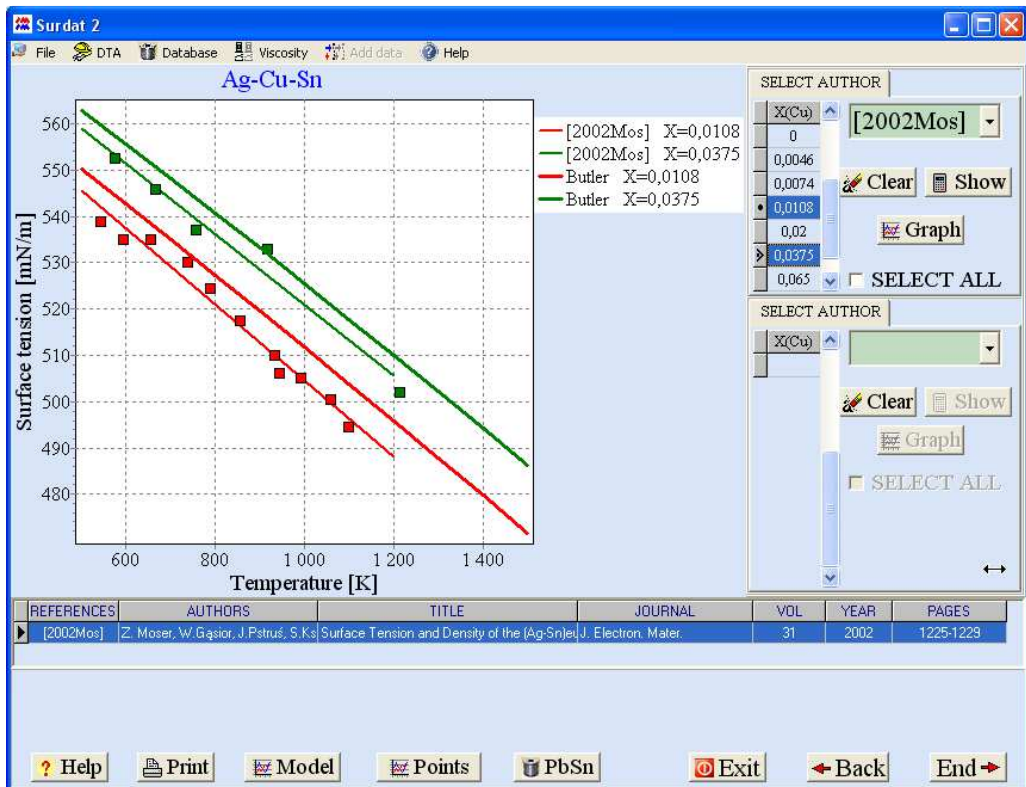 Surdat 2
File DTA Database Viscosity Add data Help
Ag-Cu-Sn
560
550
540
530
520
510
500
490
480
Surface tension [mN/m]
600 800 1 000 1 200 1 400
Temperature [K]
[2002Mos] X=0,0108
[2002Mos] X=0,0375
Butler X=0,0108
Butler X=0,0375
SELECT AUTHOR
X(Cu)
0
0,0046
0,0074
0,0108
0,02
0,0375
0,065
[2002Mos]
Clear Show
Graph
SELECT ALL
SELECT AUTHOR
X(Cu)
Clear Show
Graph
SELECT ALL
REFERENCES AUTHORS TITLE JOURNAL VOL YEAR PAGES
[2002Mos] Z. Moser, W.Gąsior, J.Pstruś, S.Ks Surface Tension and Density of the (Ag-Sn)eu J. Electron. Mater. 31 2002 1225-1229
? Help Print Model Points PbSn Exit Back End